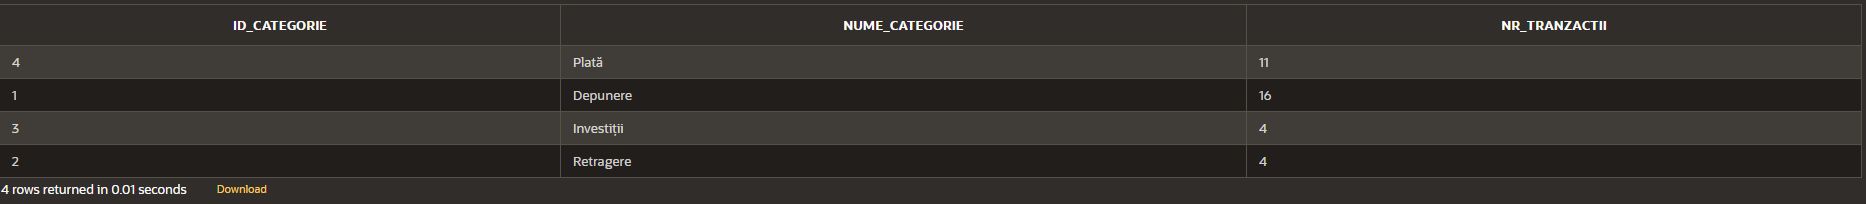 ID_CATEGORIE NUME_CATEGORIE NR_TRANZACTII
4 Plată 11
1 Depunere 16
3 Investiții 4
2 Retragere 4
4 rows returned in 0.01 seconds Download